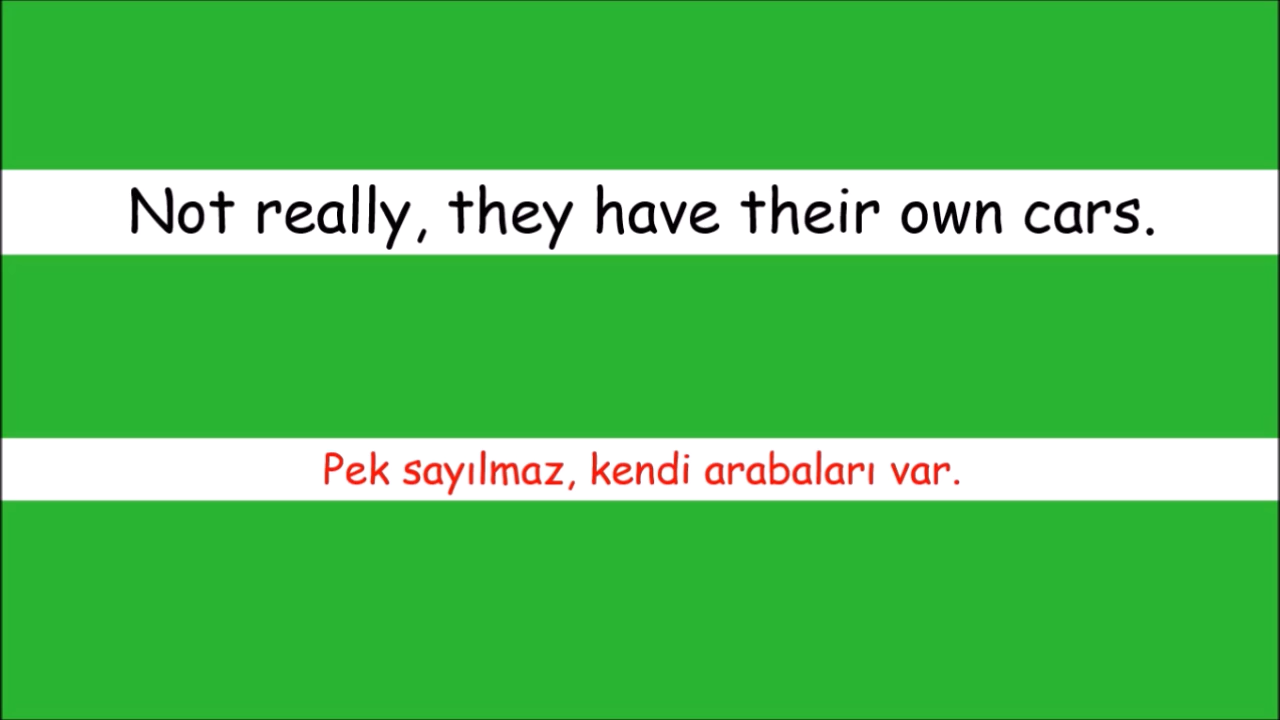 Not really, they have their own cars.
Pek sayılmaz, kendi arabaları var.